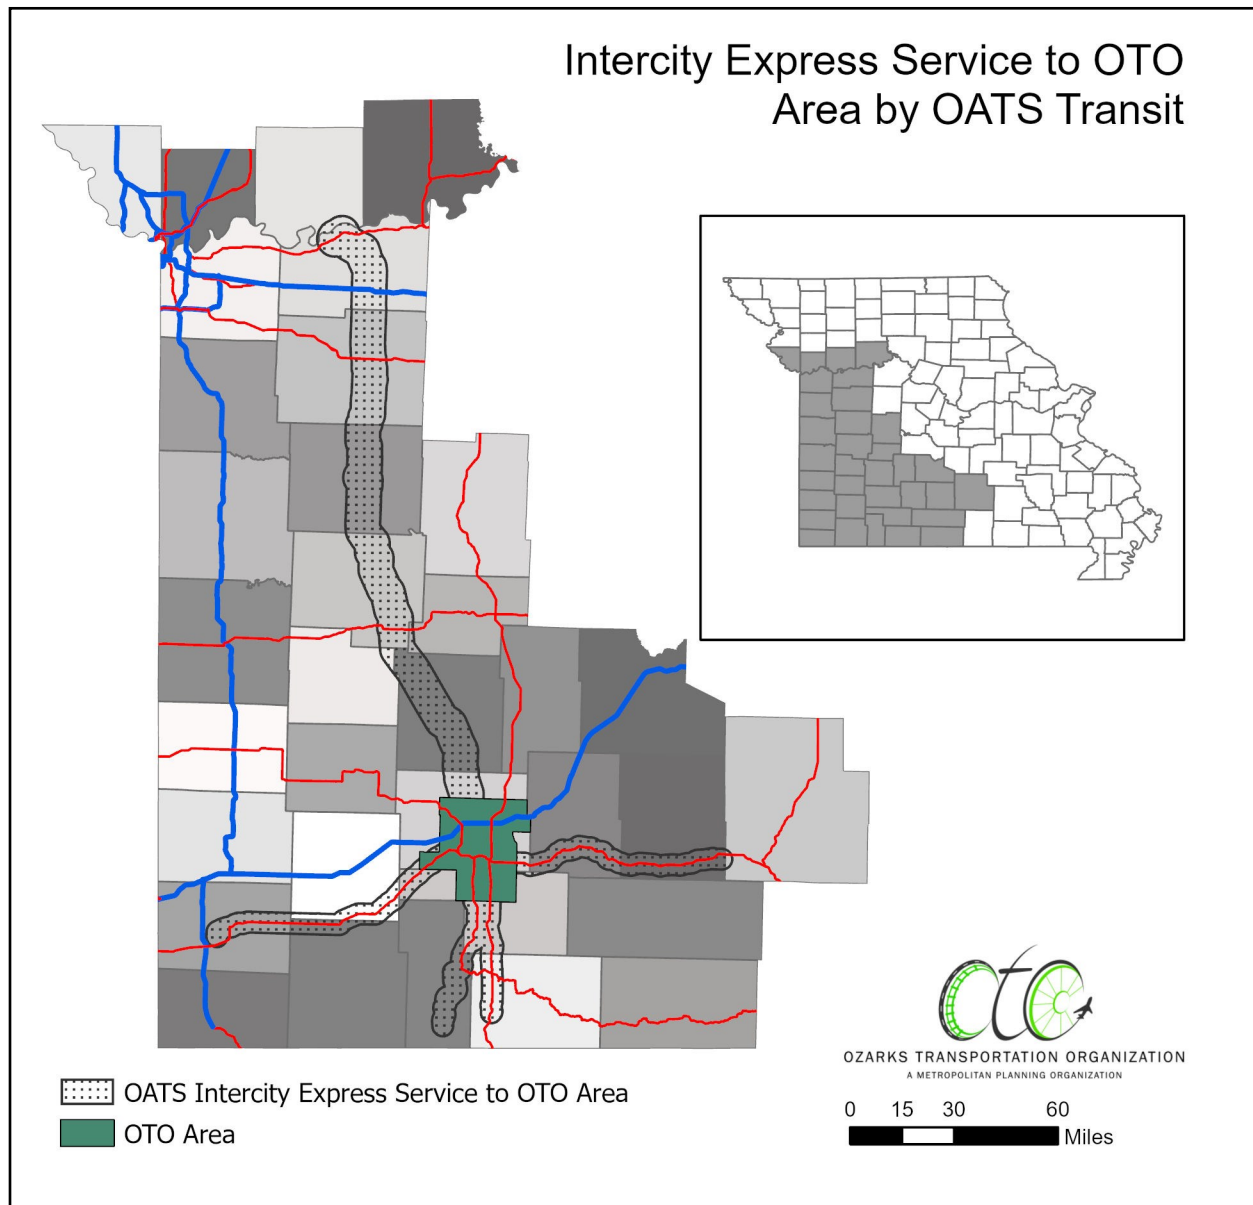 Intercity Express Service to OTO
Area by OATS Transit
OZARKS TRANSPORTATION ORGANIZATION
A METROPOLITAN PLANNING ORGANIZATION
OATS Intercity Express Service to OTO Area
OTO Area
0 15 30 60
Miles